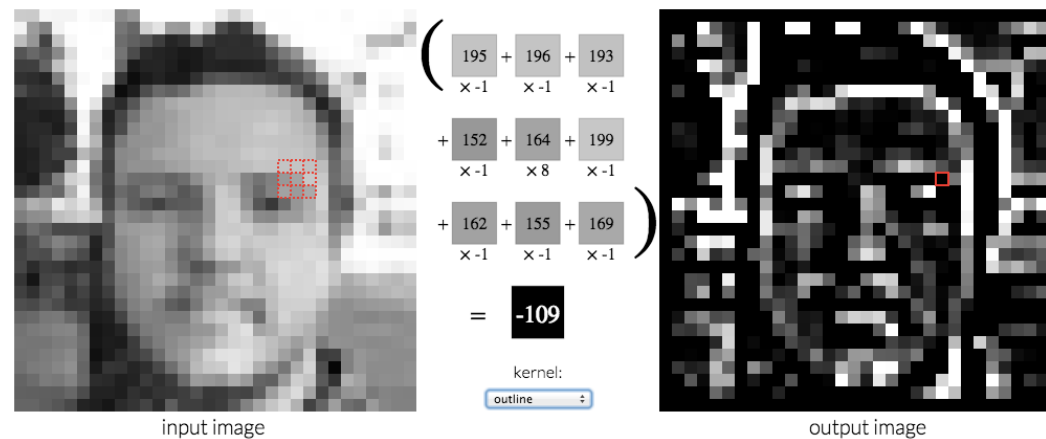 ( 195 + 196 + 193
× -1 × -1 × -1
+ 152 + 164 + 199
× -1 × 8 × -1
+ 162 + 155 + 169 )
× -1 × -1 × -1
= -109
kernel:
outline
input image
output image